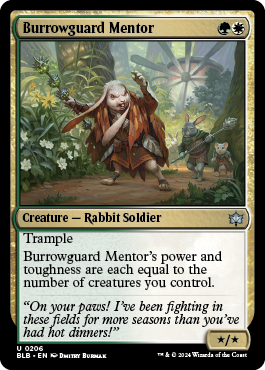 Burrowguard Mentor
Creature — Rabbit Soldier
Trample
Burrowguard Mentor's power and
toughness are each equal to the
number of creatures you control.
"On your paws! I've been fighting in
these fields for more seasons than you've
had hot dinners!"
*/*
U 0206
BLB • EN Dmitry Burmak
™ & © 2024 Wizards of the Coast